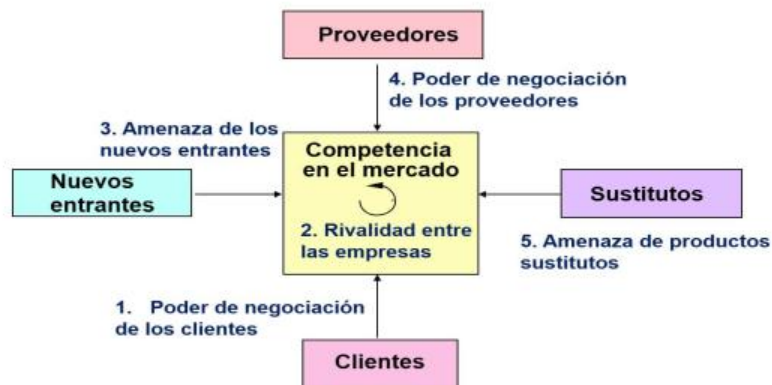 Proveedores
4. Poder de negociación
de los proveedores
3. Amenaza de los
nuevos entrantes
Competencia
en el mercado
Nuevos
entrantes
2. Rivalidad entre
las empresas
Sustitutos
5. Amenaza de productos
sustitutos
1. Poder de negociación
de los clientes
Clientes